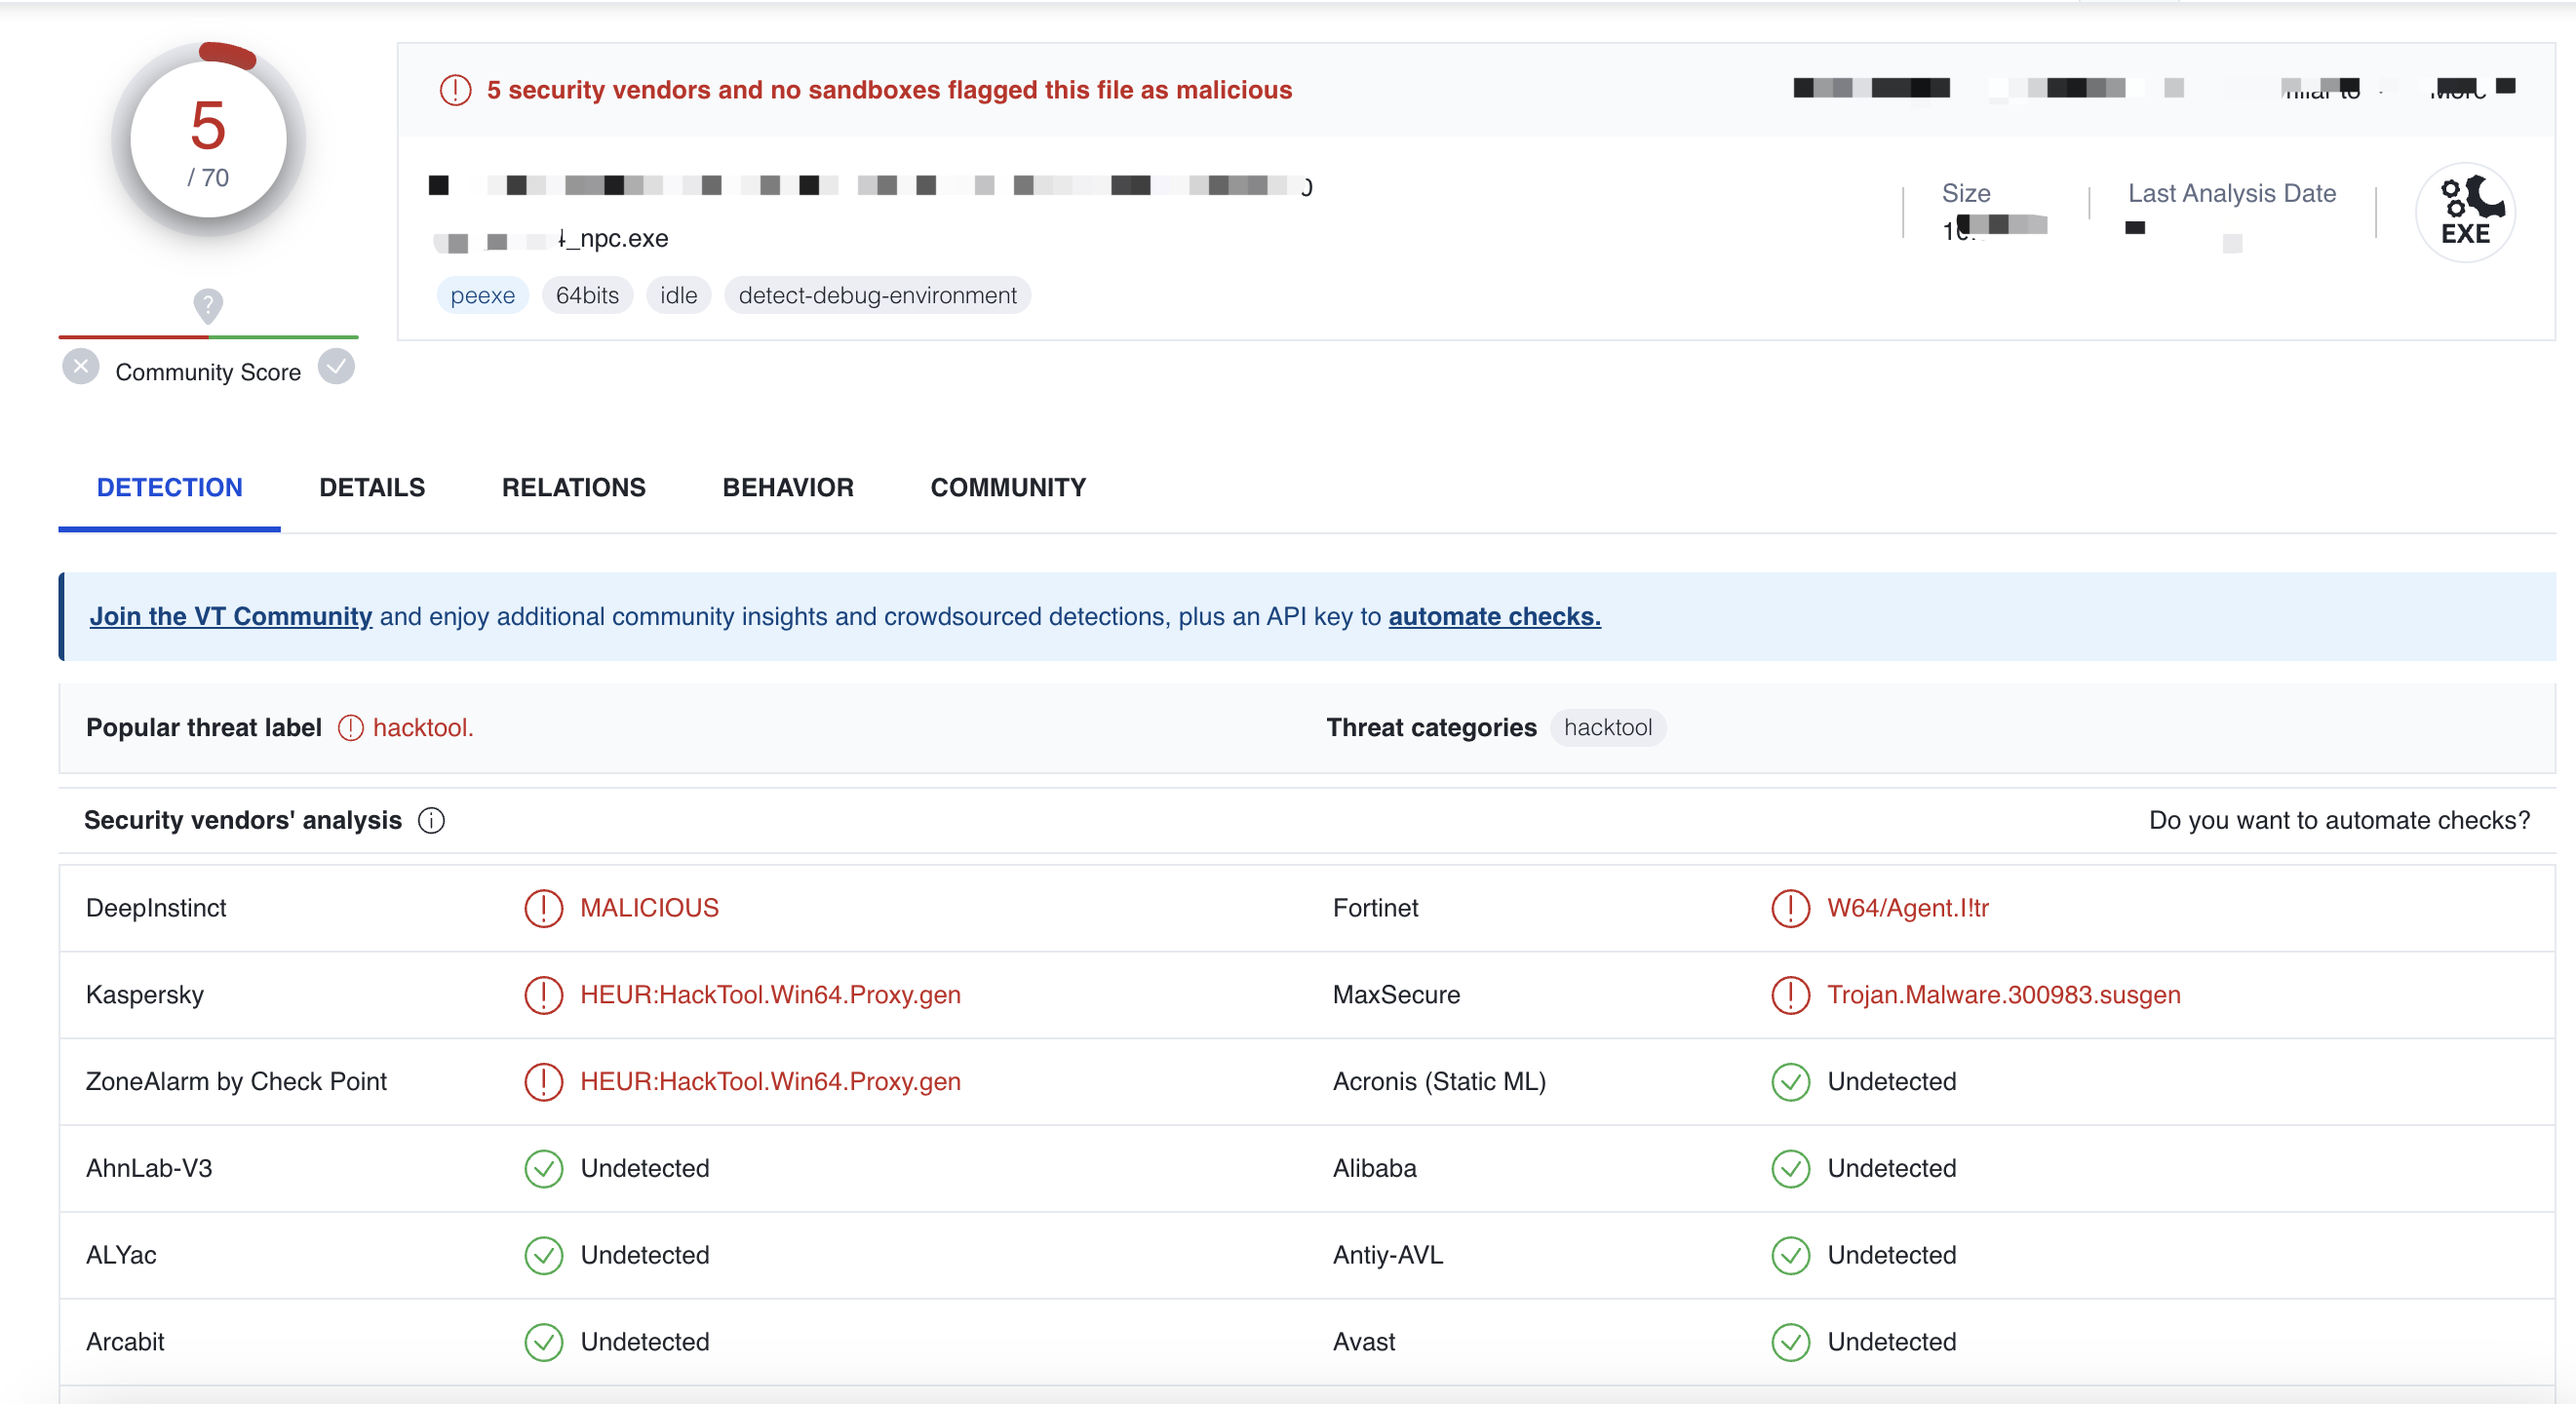 5 security vendors and no sandboxes flagged this file as malicious
5
/ 70
_npc.exe
Size
Last Analysis Date
EXE
peexe 64bits idle detect-debug-environment
?
Community Score
DETECTION DETAILS RELATIONS BEHAVIOR COMMUNITY
Join the VT Community and enjoy additional community insights and crowdsourced detections, plus an API key to automate checks.
Popular threat label hacktool. Threat categories hacktool
Security vendors' analysis Do you want to automate checks?
DeepInstinct MALICIOUS Fortinet W64/Agent.I!tr
Kaspersky HEUR:HackTool.Win64.Proxy.gen MaxSecure Trojan.Malware.300983.susgen
ZoneAlarm by Check Point HEUR:HackTool.Win64.Proxy.gen Acronis (Static ML) Undetected
AhnLab-V3 Undetected Alibaba Undetected
ALYac Undetected Antiy-AVL Undetected
Arcabit Undetected Avast Undetected